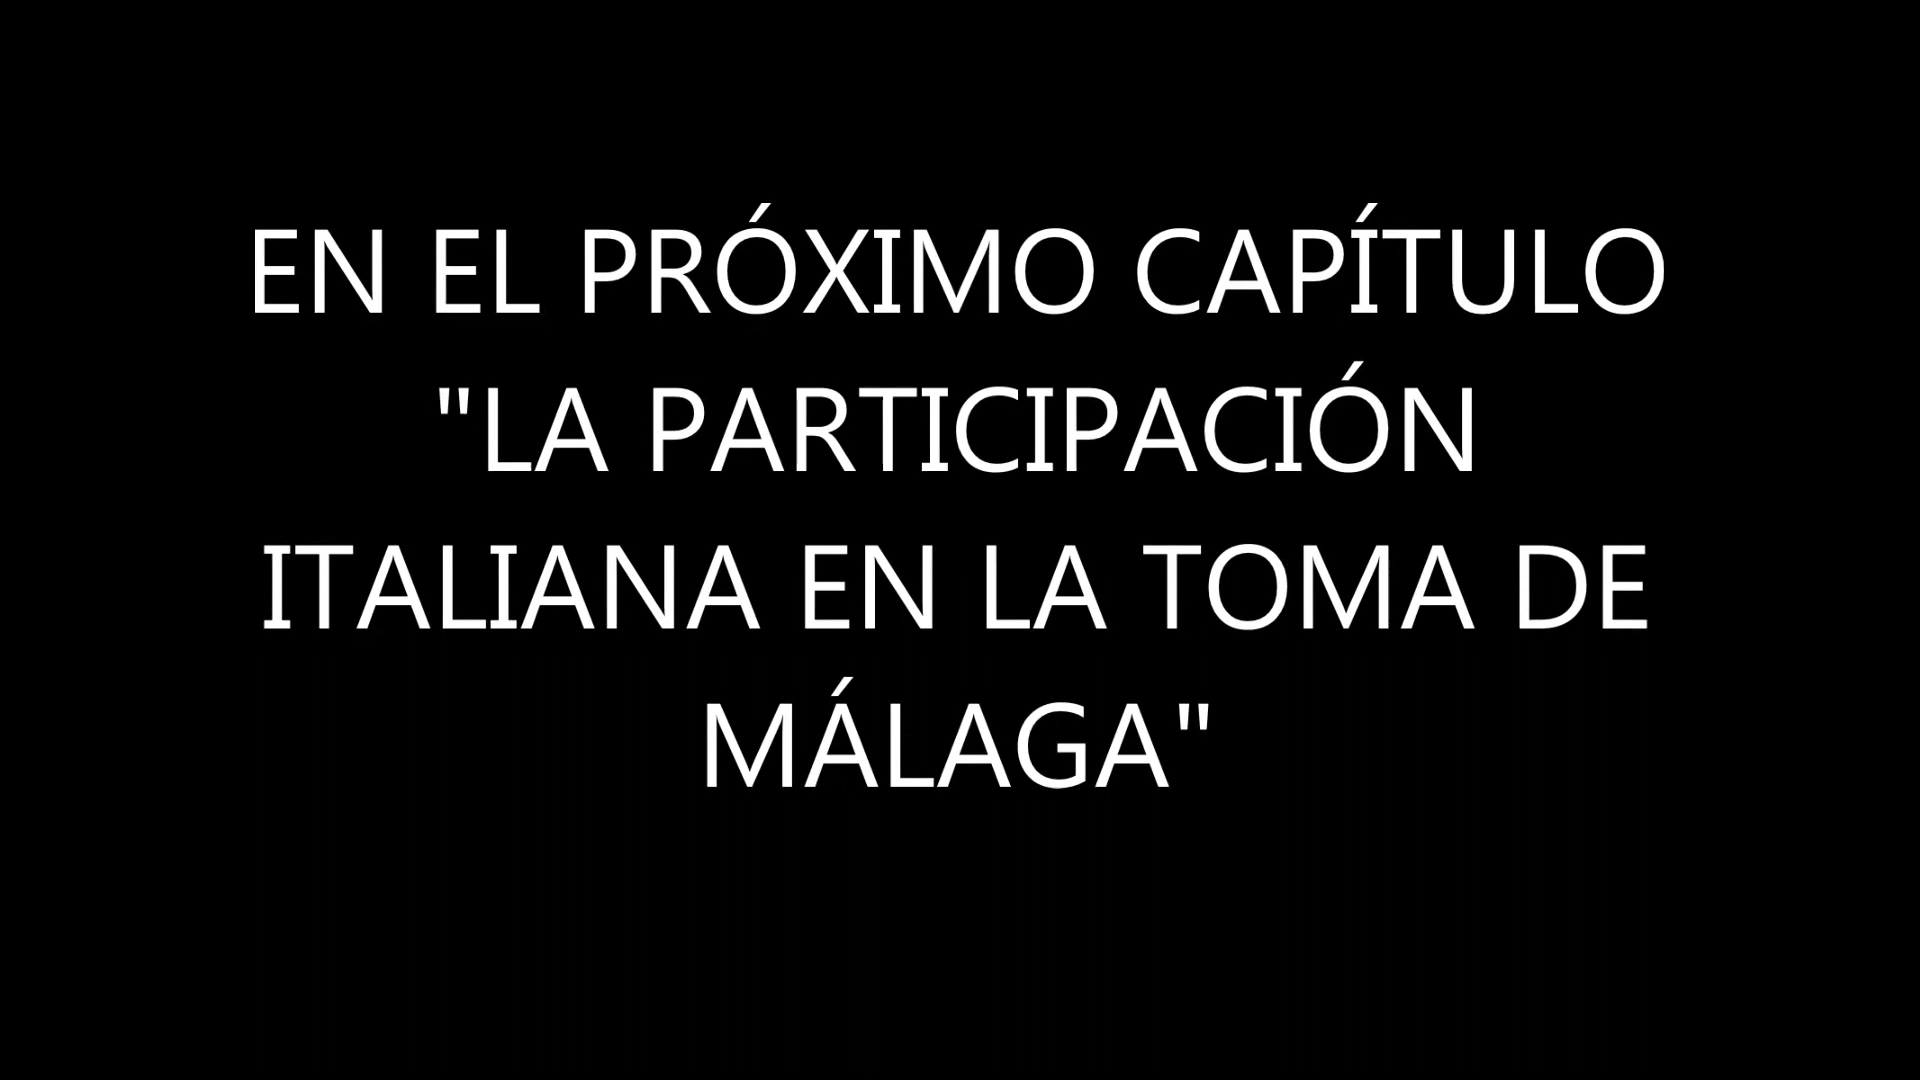 EN EL PRÓXIMO CAPÍTULO
"LA PARTICIPACIÓN
ITALIANA EN LA TOMA DE
MÁLAGA"